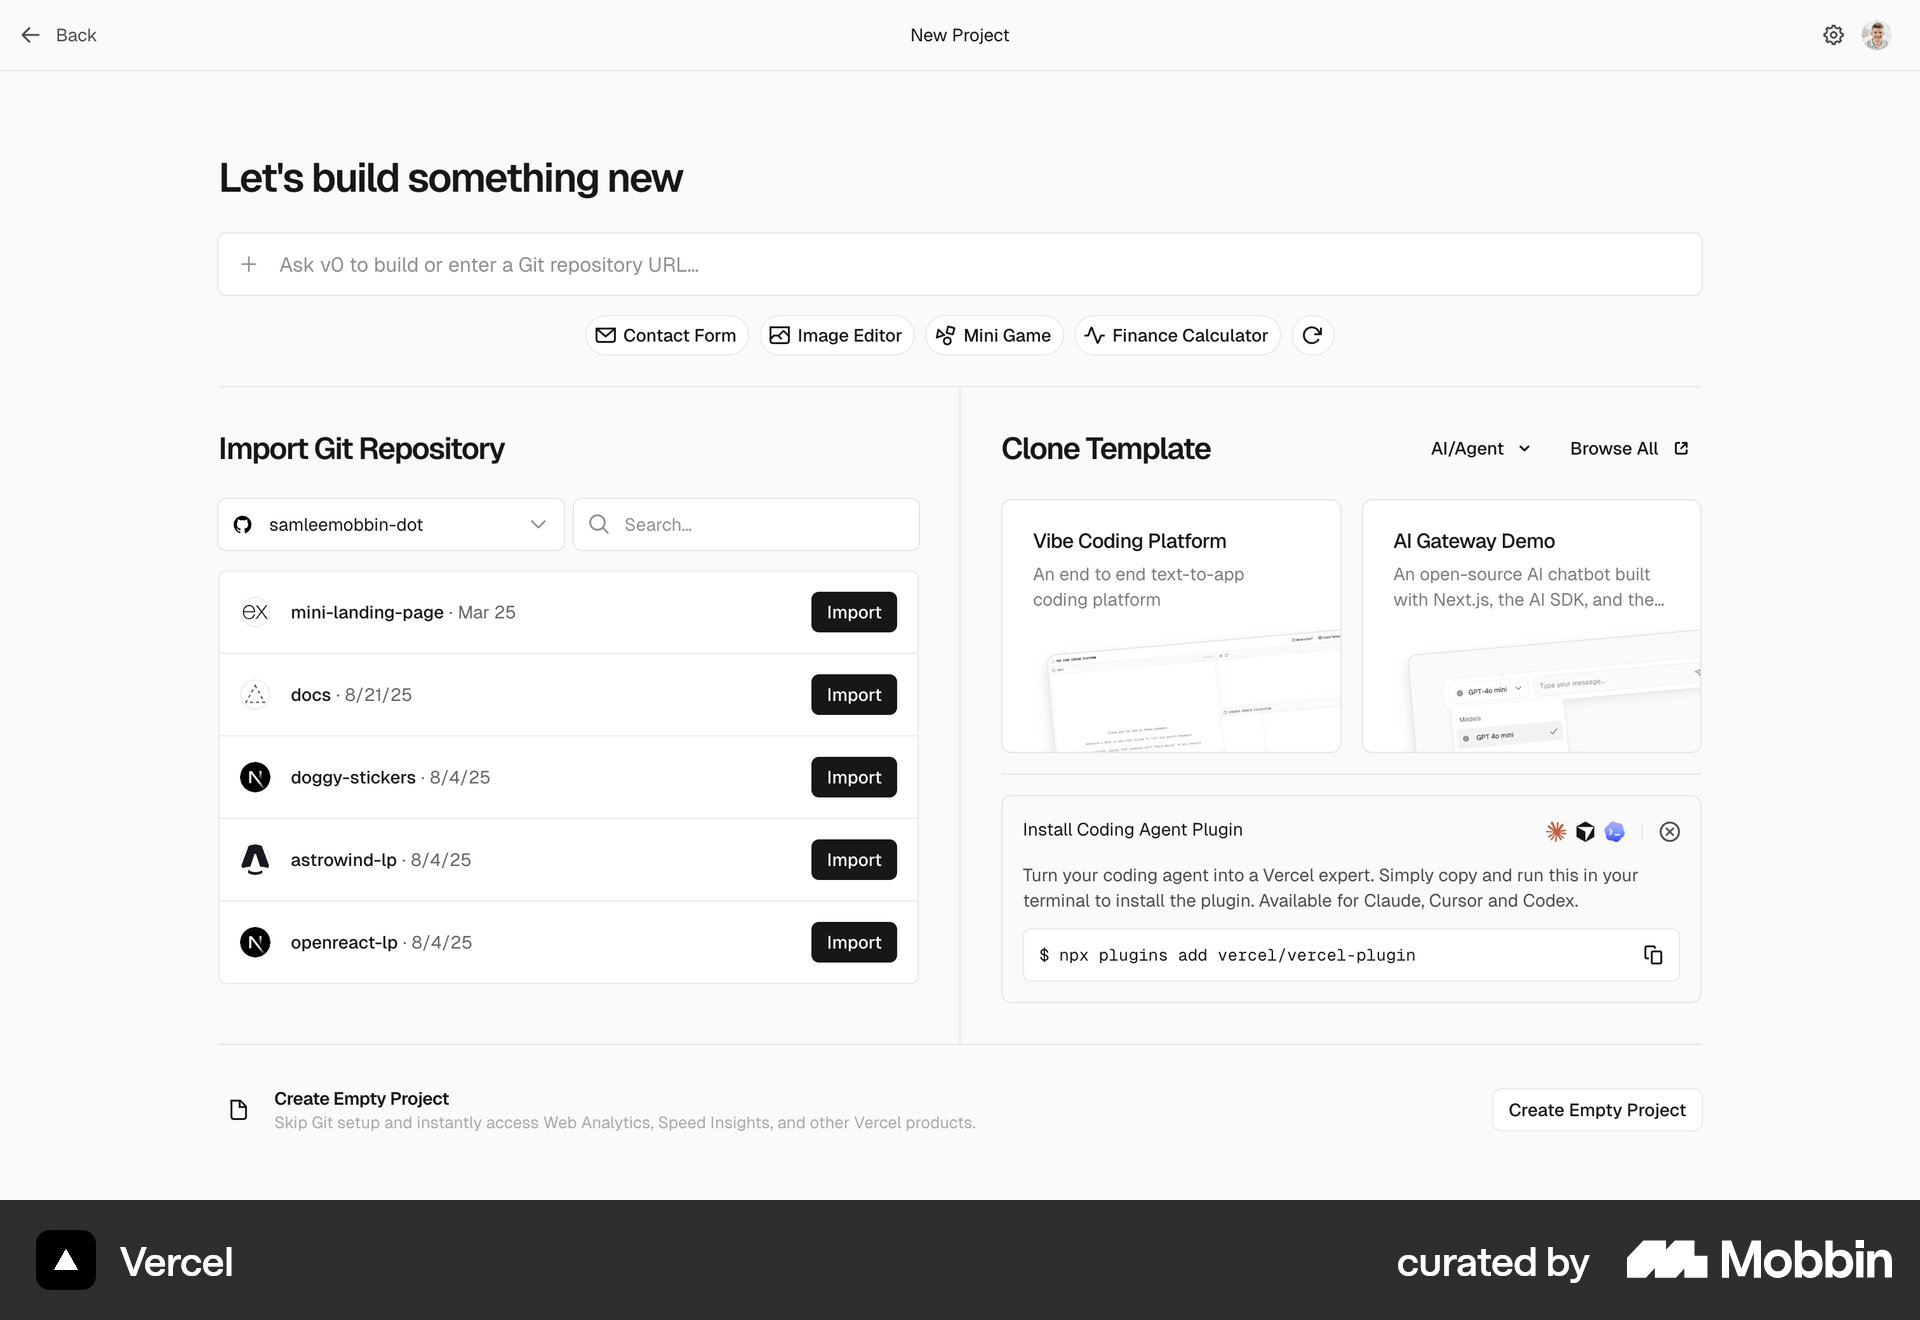 Back
New Project
Let's build something new
Ask v0 to build or enter a Git repository URL...
Contact Form
Image Editor
Mini Game
Finance Calculator
Import Git Repository
samleemobbin-dot
Search...
ex mini-landing-page · Mar 25
Import
docs · 8/21/25
Import
N doggy-stickers · 8/4/25
Import
astrowind-lp · 8/4/25
Import
N openreact-lp · 8/4/25
Import
Clone Template
AI/Agent
Browse All
Vibe Coding Platform
An end to end text-to-app
coding platform
AI Gateway Demo
An open-source AI chatbot built
with Next.js, the AI SDK, and the...
GPT-4o mini
Type your message...
Models
GPT 4o mini
Install Coding Agent Plugin
Turn your coding agent into a Vercel expert. Simply copy and run this in your
terminal to install the plugin. Available for Claude, Cursor and Codex.
$ npx plugins add vercel/vercel-plugin
Create Empty Project
Skip Git setup and instantly access Web Analytics, Speed Insights, and other Vercel products.
Create Empty Project
Vercel
curated by
Mobbin